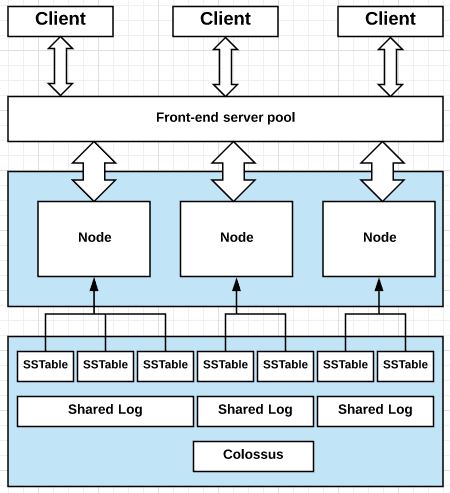 Client Client Client
Front-end server pool
Node Node Node
SSTable SSTable SSTable SSTable SSTable SSTable SSTable
Shared Log Shared Log Shared Log
Colossus